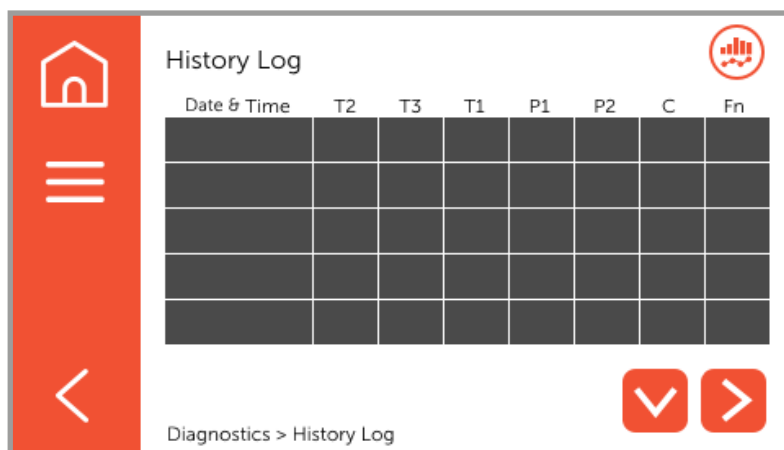 History Log
Date & Time T2 T3 T1 P1 P2 C Fn
Diagnostics > History Log